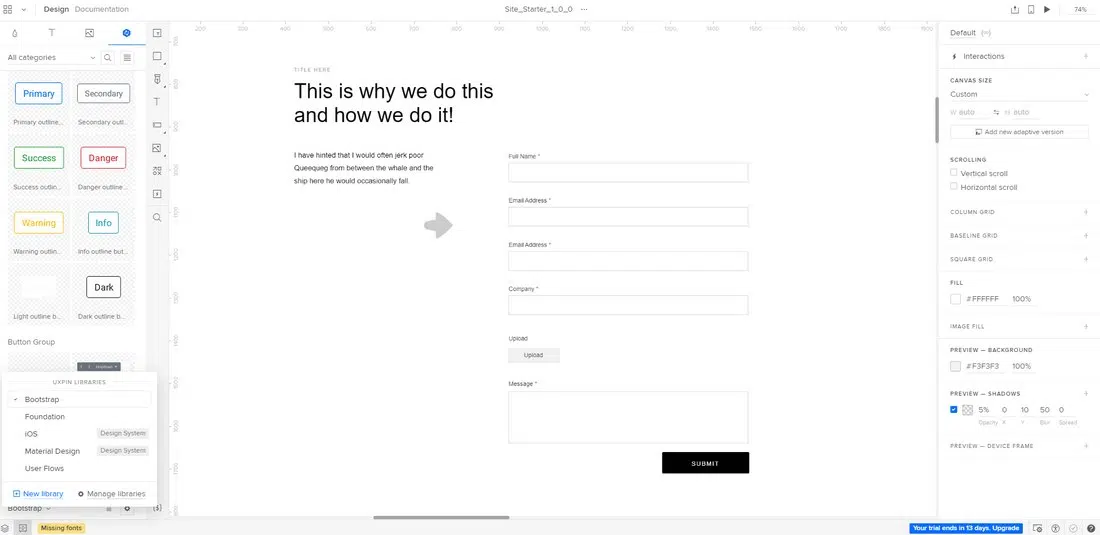 Design Documentation
Site_Starter_1_0_0 ...
74%
All categories
Primary Secondary
Primary outline... Secondary outl...
Success Danger
Success outlin... Danger outline ...
Warning Info
Warning outlin... Info outline but...
Dark
Light outline b... Dark outline b...
Button Group
UXPIN LIBRARIES
Bootstrap
Foundation
iOS Design System
Material Design Design System
User Flows
New library Manage libraries
Bootstrap
Missing fonts
200 300 400 500 600 700 800 900 1000 1100 1200 1300 1400 1500 1600 1700 1800 1900
TITLE HERE
This is why we do this
and how we do it!
I have hinted that I would often jerk poor
Queequeg from between the whale and the
ship here he would occasionally fall.
Full Name *
Email Address *
Email Address *
Company *
Upload
Upload
Message *
SUBMIT
Default
Interactions
CANVAS SIZE
Custom
W auto H auto
Add new adaptive version
SCROLLING
Vertical scroll
Horizontal scroll
COLUMN GRID
BASELINE GRID
SQUARE GRID
FILL
#FFFFFF 100%
IMAGE FILL
PREVIEW — BACKGROUND
#F3F3F3 100%
PREVIEW — SHADOWS
5% 0 10 50 0
Opacity X Y Blur Spread
PREVIEW — DEVICE FRAME
Your trial ends in 13 days. Upgrade